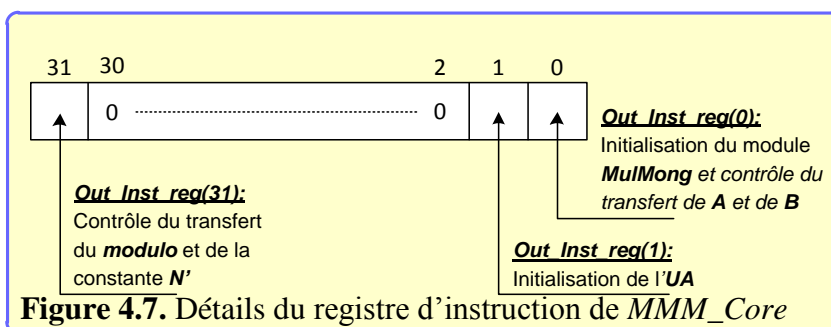 31 30 2 1 0
0 0
Out_Inst_reg(0):
Initialisation du module
MulMong et contrôle du
transfert de A et de B
Out_Inst_reg(31):
Contrôle du transfert
du modulo et de la
constante N’
Out_Inst_reg(1):
Initialisation de l’UA
Figure 4.7. Détails du registre d’instruction de MMM_Core